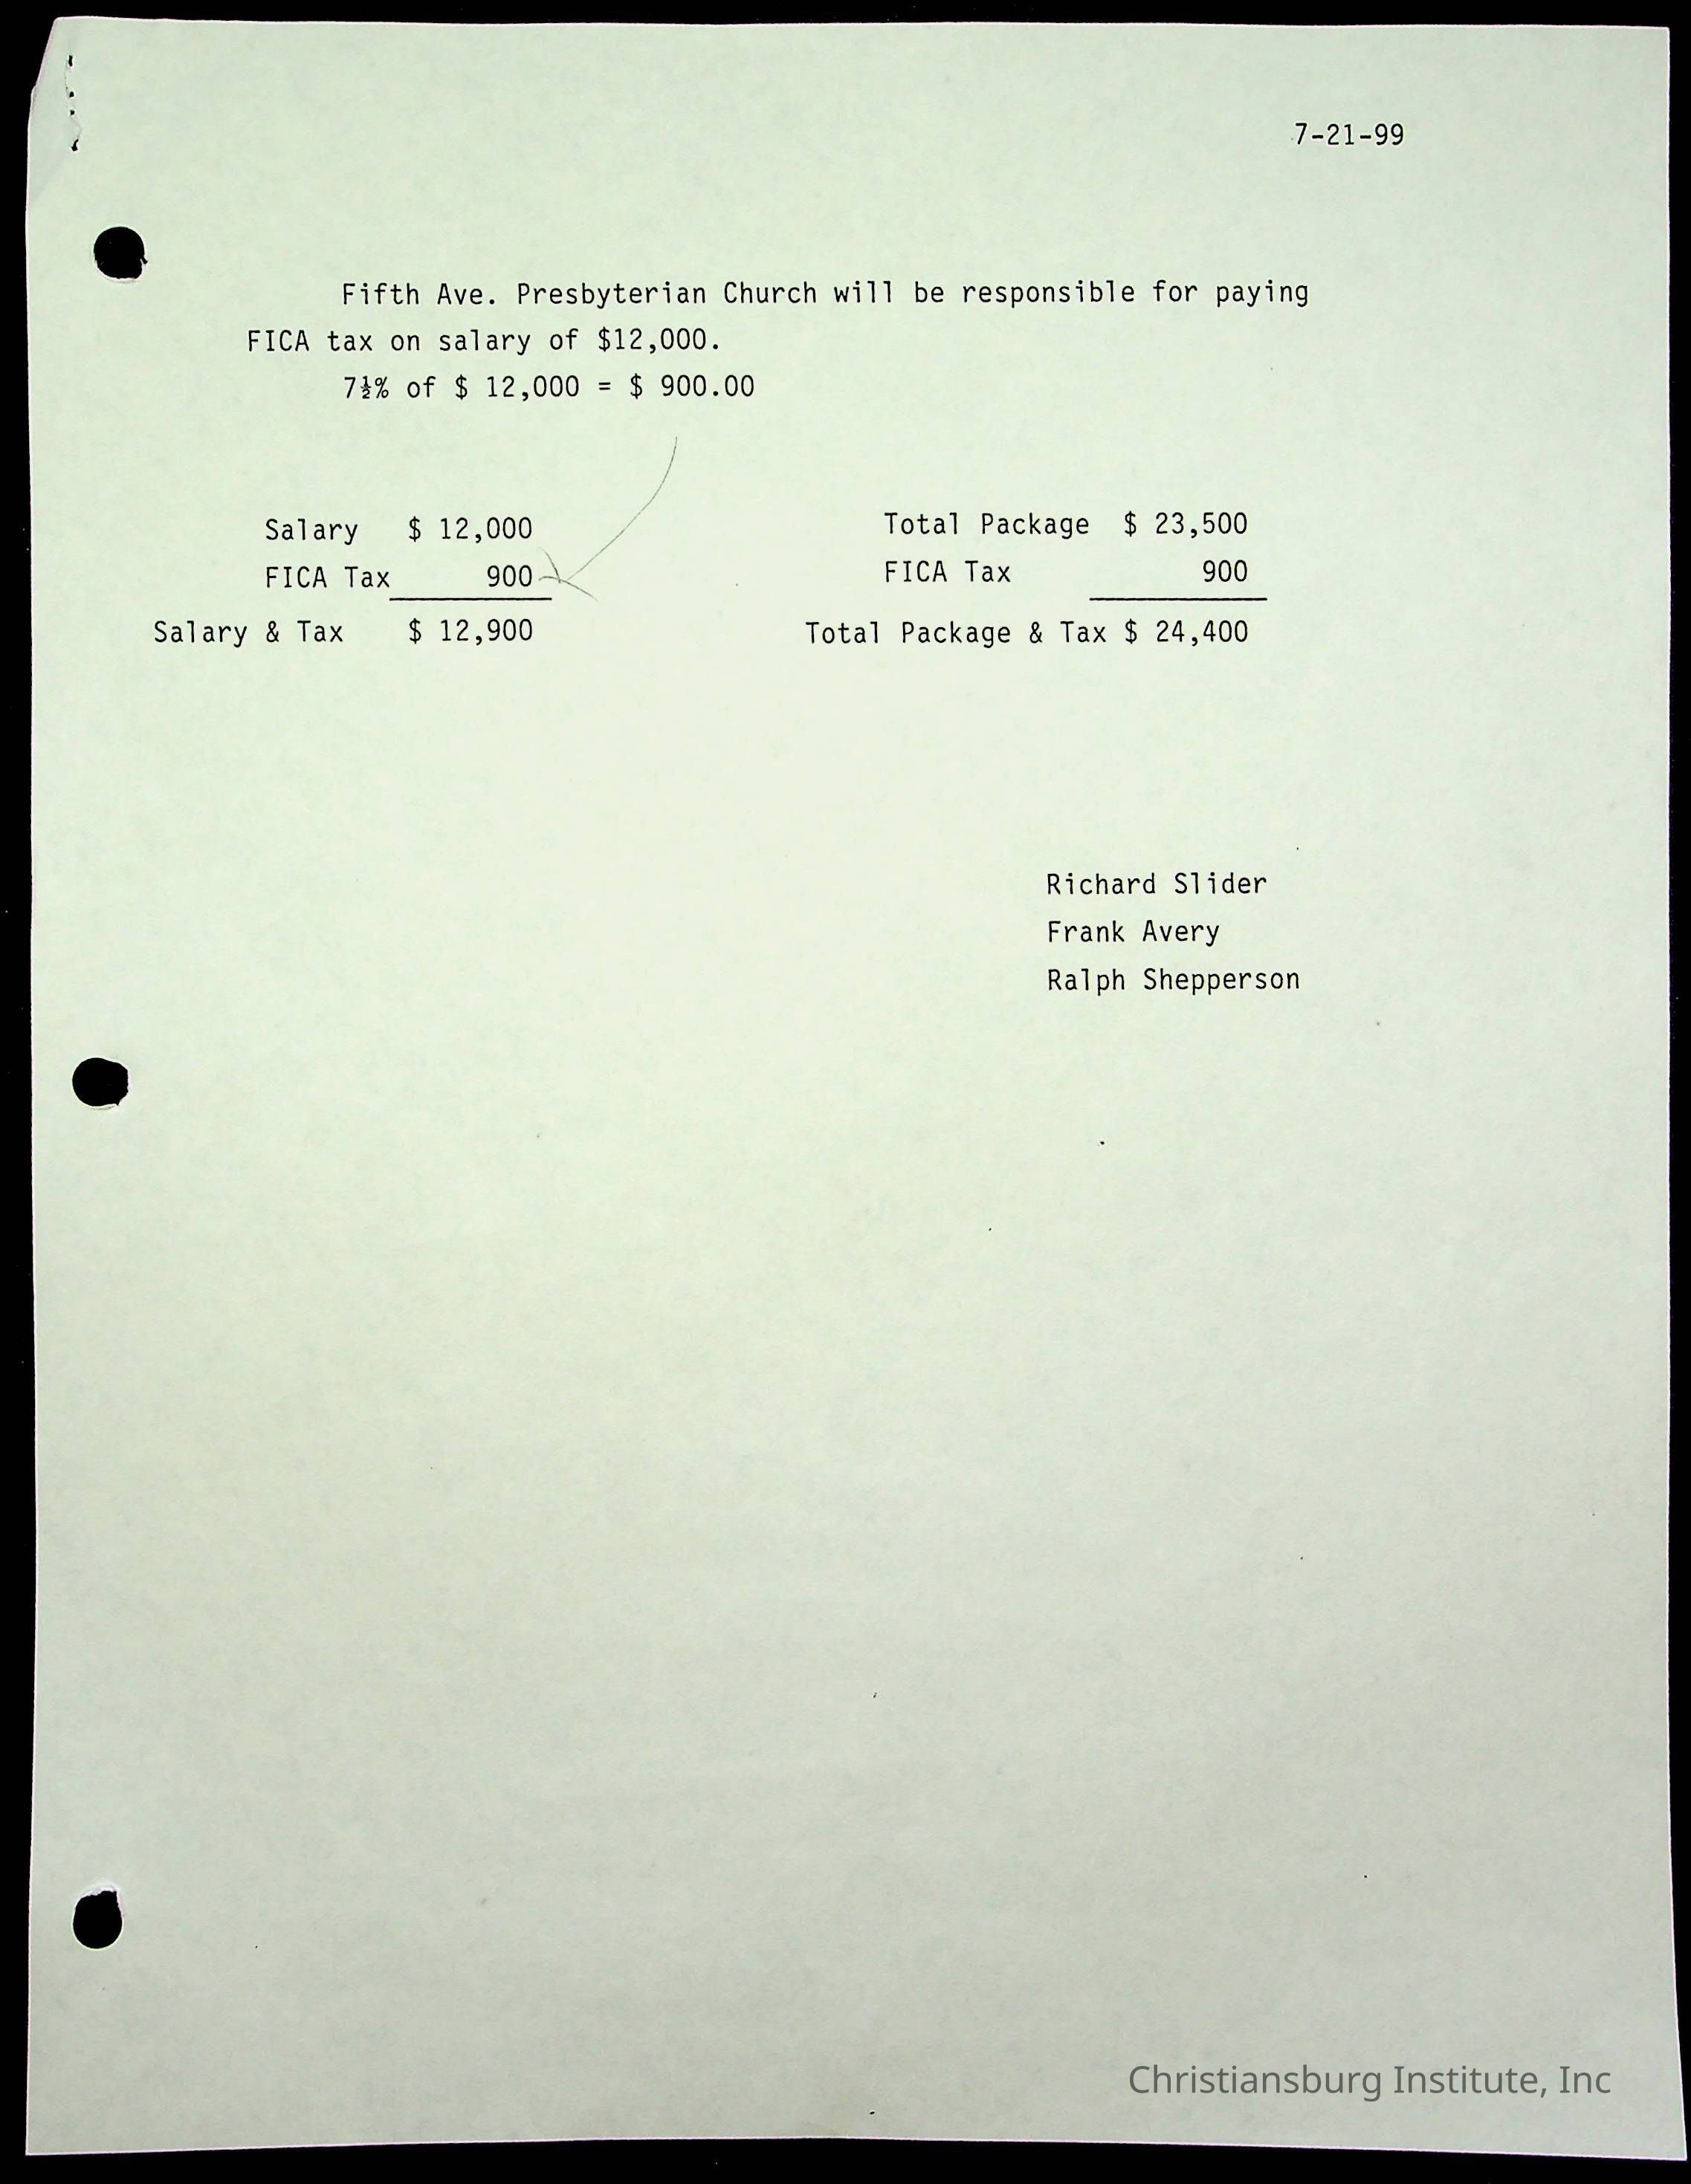 7-21-99
Fifth Ave. Presbyterian Church will be responsible for paying
FICA tax on salary of $12,000.
7½% of $ 12,000 = $ 900.00
Salary $ 12,000
FICA Tax 900
Salary & Tax $ 12,900
Total Package $ 23,500
FICA Tax 900
Total Package & Tax $ 24,400
Richard Slider
Frank Avery
Ralph Shepperson
Christiansburg Institute, Inc